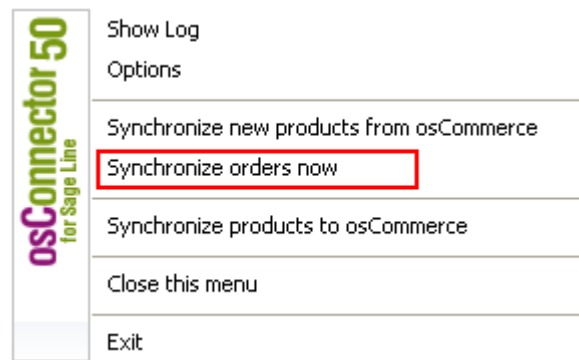 osConnector 50
for Sage Line
Show Log
Options
Synchronize new products from osCommerce
Synchronize orders now
Synchronize products to osCommerce
Close this menu
Exit